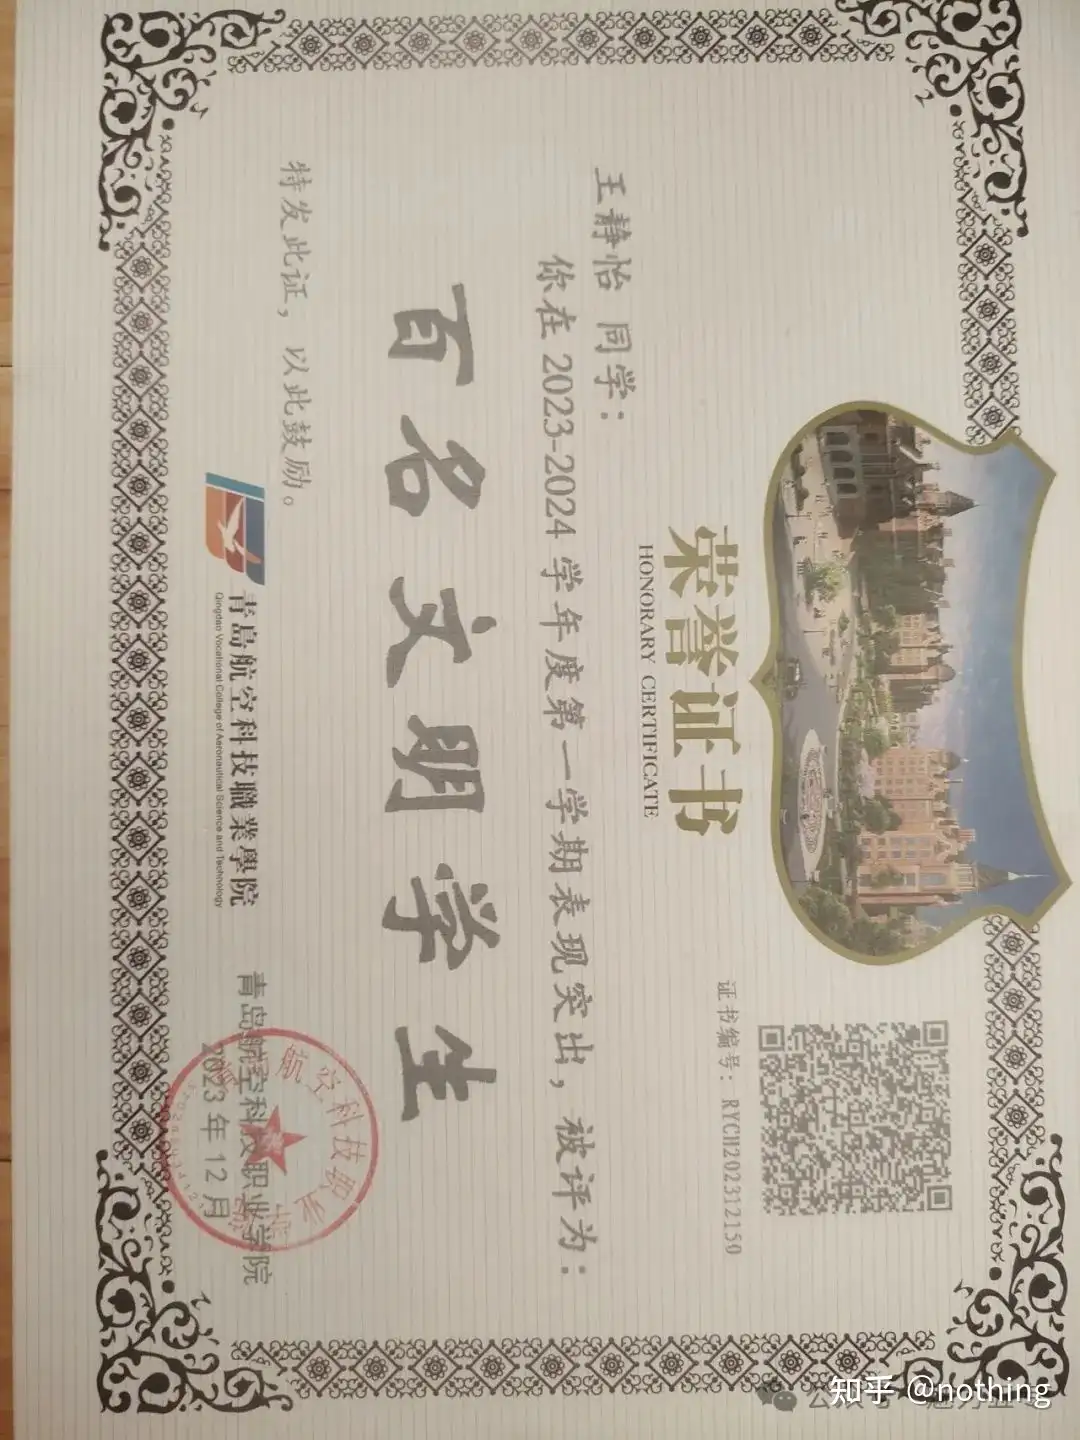 荣誉证书
HONORARY CERTIFICATE
证书编号：RYCH202312150
王静怡 同学：
你在 2023-2024 学年度第一学期表现突出，被评为：
百名文明学生
特发此证，以此鼓励。
青岛航空科技職業學院
Qingdao Vocational College of Aeronautical Science and Technology
青岛航空科技职业学院
2023 年 12 月
知乎 @nothing